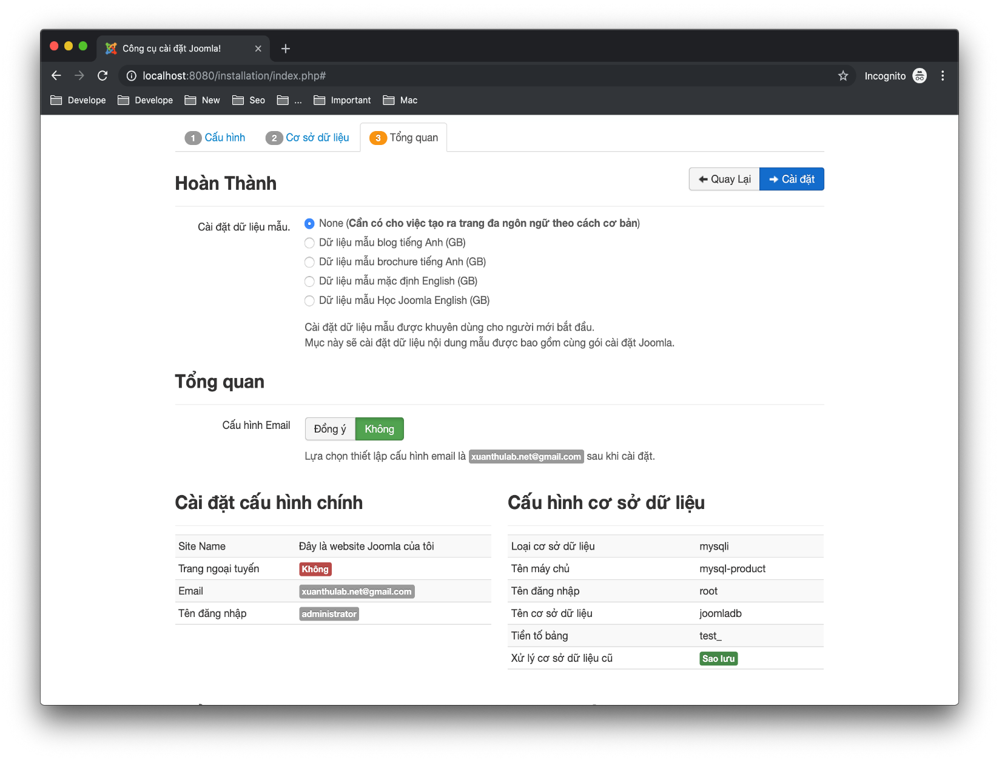 Công cụ cài đặt Joomla!
localhost:8080/installation/index.php#
Incognito
Develope Develope New Seo ... Important Mac
1 Cấu hình 2 Cơ sở dữ liệu 3 Tổng quan
Hoàn Thành
Quay Lại Cài đặt
Cài đặt dữ liệu mẫu.
None (Cần có cho việc tạo ra trang đa ngôn ngữ theo cách cơ bản)
Dữ liệu mẫu blog tiếng Anh (GB)
Dữ liệu mẫu brochure tiếng Anh (GB)
Dữ liệu mẫu mặc định English (GB)
Dữ liệu mẫu Học Joomla English (GB)
Cài đặt dữ liệu mẫu được khuyên dùng cho người mới bắt đầu.
Mục này sẽ cài đặt dữ liệu nội dung mẫu được bao gồm cùng gói cài đặt Joomla.
Tổng quan
Cấu hình Email
Đồng ý Không
Lựa chọn thiết lập cấu hình email là xuanthulab.net@gmail.com sau khi cài đặt.
Cài đặt cấu hình chính
Site Name Đây là website Joomla của tôi
Trang ngoại tuyến Không
Email xuanthulab.net@gmail.com
Tên đăng nhập administrator
Cấu hình cơ sở dữ liệu
Loại cơ sở dữ liệu mysqli
Tên máy chủ mysql-product
Tên đăng nhập root
Tên cơ sở dữ liệu joomladb
Tiền tố bảng test_
Xử lý cơ sở dữ liệu cũ Sao lưu